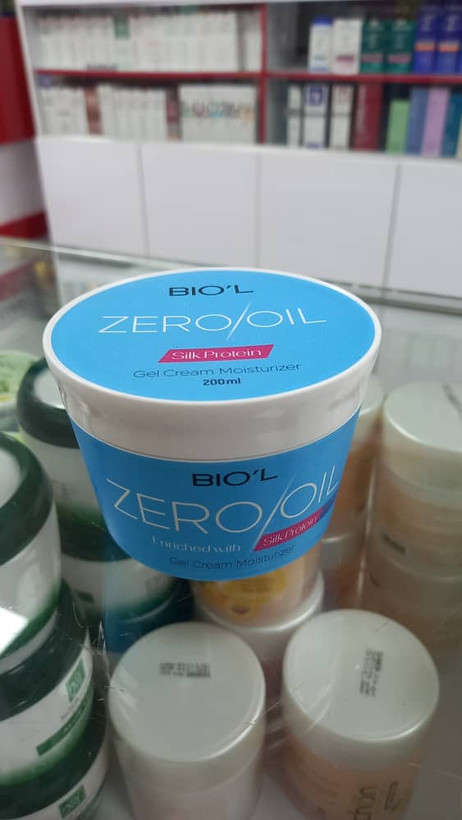 BIO'L
ZERO/OIL
Silk Protein
Gel Cream Moisturizer
200ml
BIO'L
ZERO/OIL
Enriched with Silk Protein
Gel Cream Moisturizer